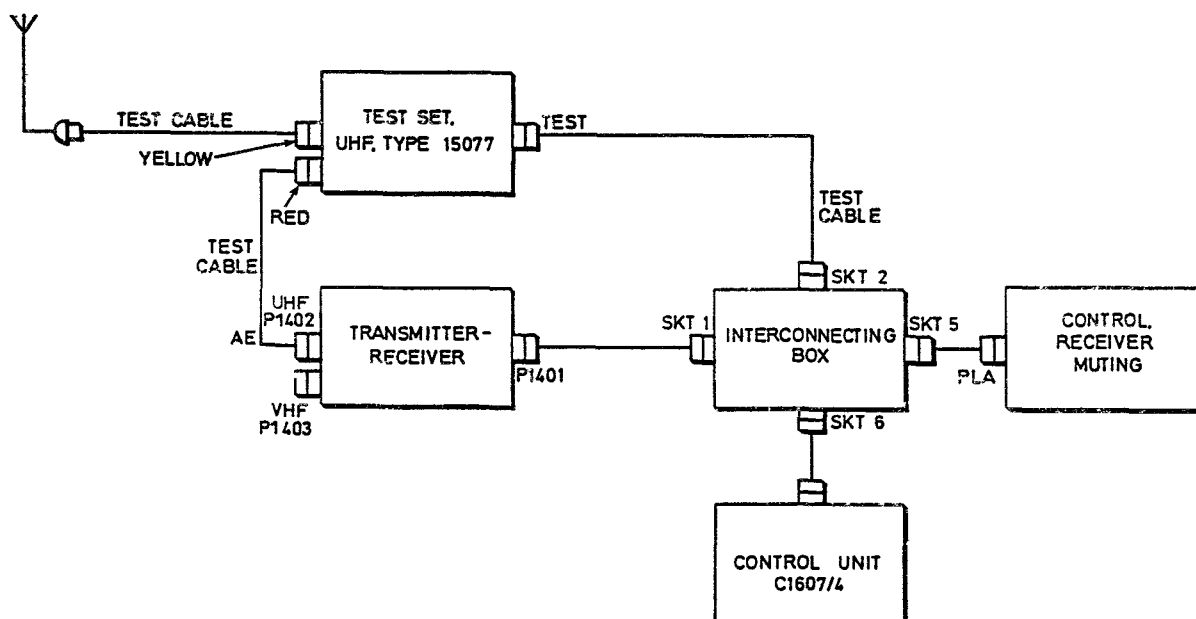 TEST CABLE
YELLOW
RED
TEST SET,
UHF, TYPE 15077
TEST
TEST
CABLE
TEST
CABLE
UHF
P1402
AE
VHF
P1403
TRANSMITTER-
RECEIVER
P1401
SKT 1
SKT 2
INTERCONNECTING
BOX
SKT 5
PLA
CONTROL,
RECEIVER
MUTING
SKT 6
CONTROL UNIT
C1607/4